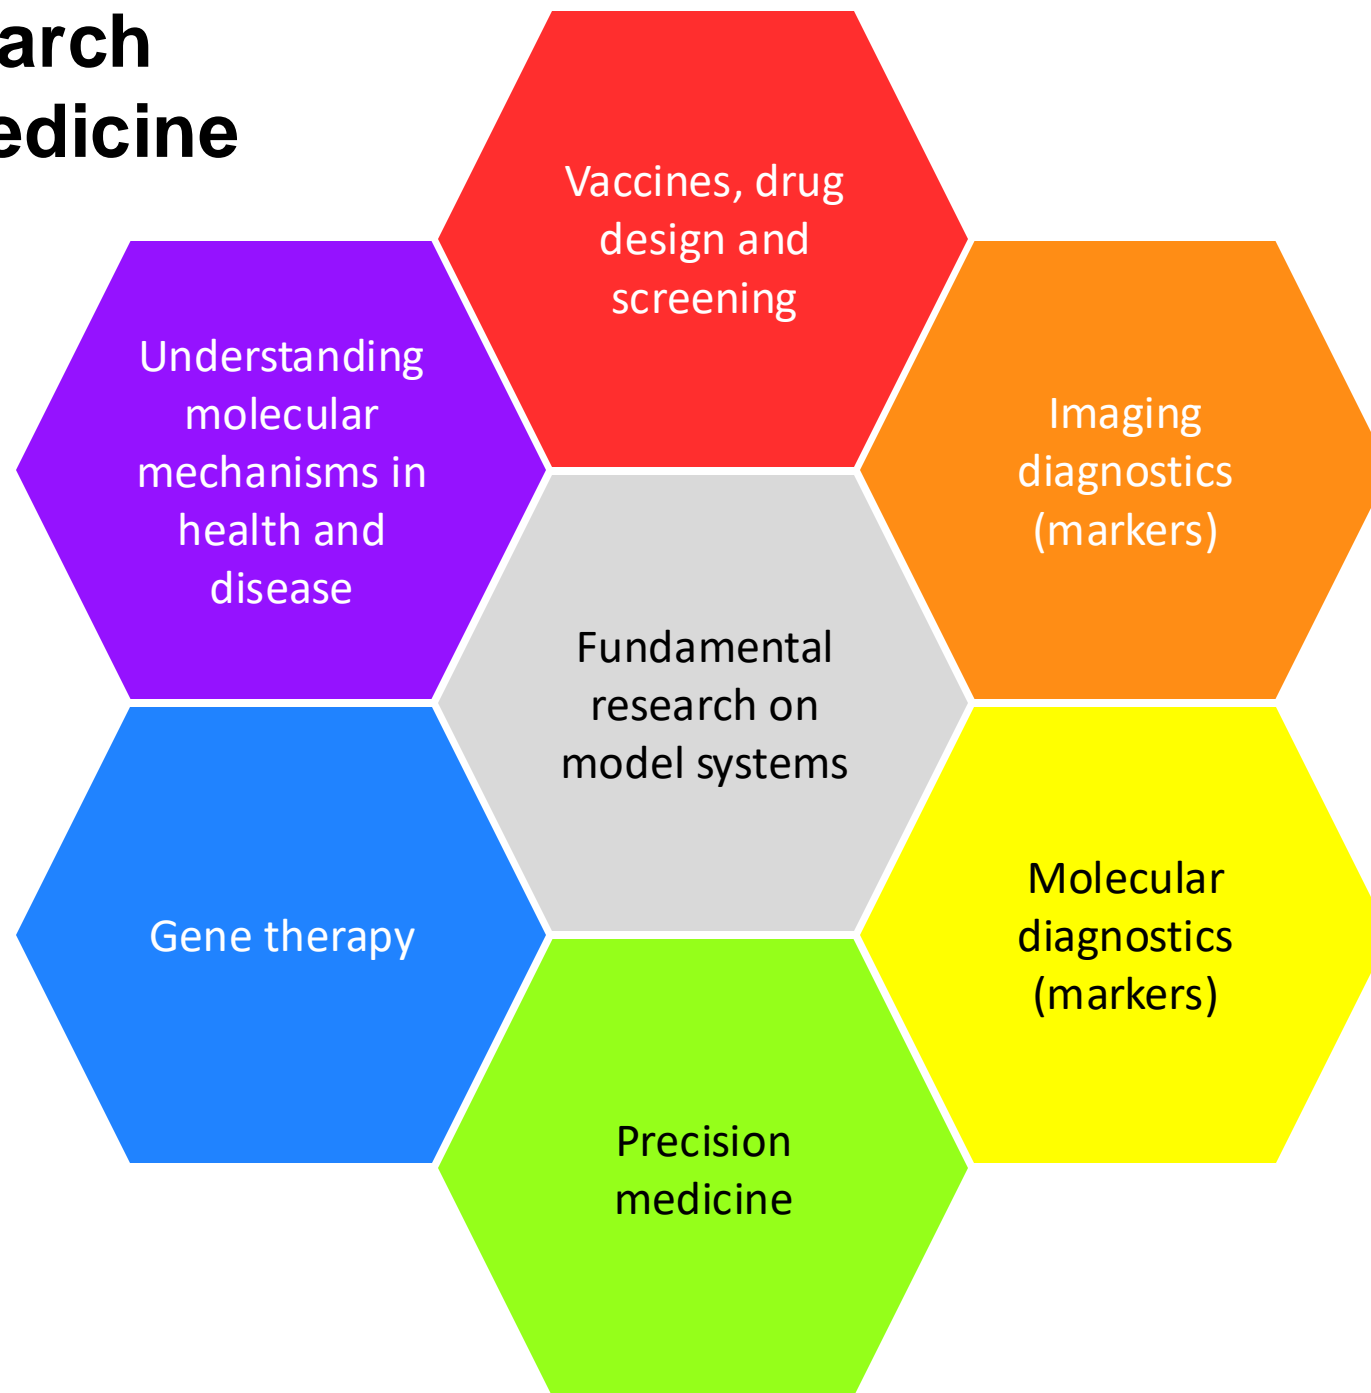 arch
edicine
Vaccines, drug
design and
screening
Understanding
molecular
mechanisms in
health and
disease
Imaging
diagnostics
(markers)
Fundamental
research on
model systems
Gene therapy
Molecular
diagnostics
(markers)
Precision
medicine